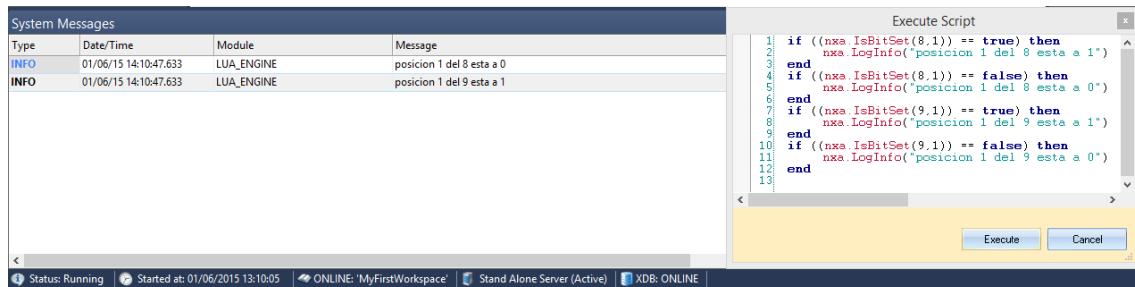 System Messages
Type Date/Time Module Message
INFO 01/06/15 14:10:47.633 LUA_ENGINE posicion 1 del 8 esta a 0
INFO 01/06/15 14:10:47.633 LUA_ENGINE posicion 1 del 9 esta a 1
Execute Script
1 if ((nxa.IsBitSet(8,1)) == true) then
2 nxa.LogInfo("posicion 1 del 8 esta a 1")
3 end
4 if ((nxa.IsBitSet(8,1)) == false) then
5 nxa.LogInfo("posicion 1 del 8 esta a 0")
6 end
7 if ((nxa.IsBitSet(9,1)) == true) then
8 nxa.LogInfo("posicion 1 del 9 esta a 1")
9 end
10 if ((nxa.IsBitSet(9,1)) == false) then
11 nxa.LogInfo("posicion 1 del 9 esta a 0")
12 end
13
Execute Cancel
Status: Running Started at: 01/06/2015 13:10:05 ONLINE: 'MyFirstWorkspace' Stand Alone Server (Active) XDB: ONLINE